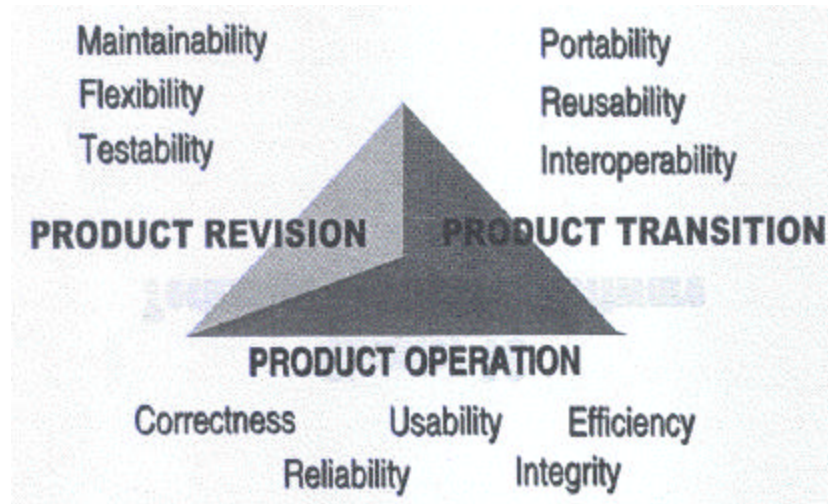 Maintainability
Flexibility
Testability
Portability
Reusability
Interoperability
PRODUCT REVISION
PRODUCT TRANSITION
PRODUCT OPERATION
Correctness Usability Efficiency
Reliability Integrity